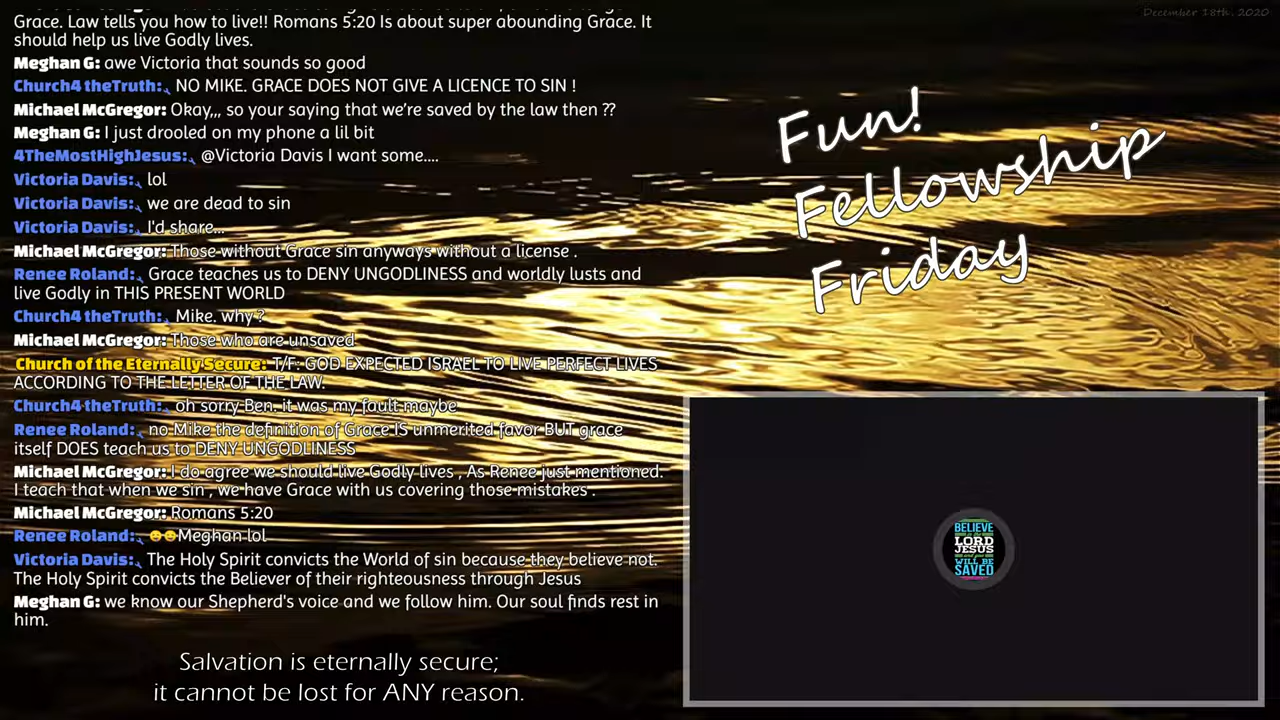 Grace. Law tells you how to live!! Romans 5:20 Is about super abounding Grace. It
should help us live Godly lives.
Meghan G: awe Victoria that sounds so good
Church4 theTruth: NO MIKE. GRACE DOES NOT GIVE A LICENCE TO SIN !
Michael McGregor: Okay,,, so your saying that we’re saved by the law then ??
Meghan G: I just drooled on my phone a lil bit
4TheMostHighJesus: @Victoria Davis I want some....
Victoria Davis: lol
Victoria Davis: we are dead to sin
Victoria Davis: I'd share...
Michael McGregor: Those without Grace sin anyways without a license .
Renee Roland: Grace teaches us to DENY UNGODLINESS and worldly lusts and
live Godly in THIS PRESENT WORLD
Church4 theTruth: Mike. why ?
Michael McGregor: Those who are unsaved
Church of the Eternally Secure: T/F: GOD EXPECTED ISRAEL TO LIVE PERFECT LIVES
ACCORDING TO THE LETTER OF THE LAW.
Church4 theTruth: oh sorry Ben. it was my fault maybe
Renee Roland: no Mike the definition of Grace IS unmerited favor BUT grace
itself DOES teach us to DENY UNGODLINESS
Michael McGregor: I do agree we should live Godly lives , As Renee just mentioned.
I teach that when we sin , we have Grace with us covering those mistakes .
Michael McGregor: Romans 5:20
Renee Roland: 😐😐Meghan lol
Victoria Davis: The Holy Spirit convicts the World of sin because they believe not.
The Holy Spirit convicts the Believer of their righteousness through Jesus
Meghan G: we know our Shepherd's voice and we follow him. Our soul finds rest in
him.
Salvation is eternally secure;
it cannot be lost for ANY reason.
December 18th, 2020
Fun!
Fellowship
Friday
BELIEVE
LORD
JESUS
WILL BE
SAVED